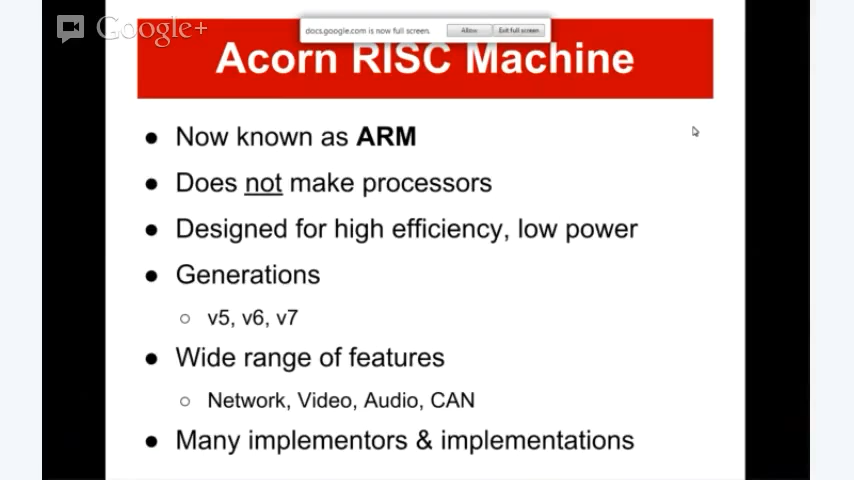 Google+
docs.google.com is now full screen. Allow Exit full screen
Acorn RISC Machine
● Now known as ARM
● Does not make processors
● Designed for high efficiency, low power
● Generations
○ v5, v6, v7
● Wide range of features
○ Network, Video, Audio, CAN
● Many implementors & implementations